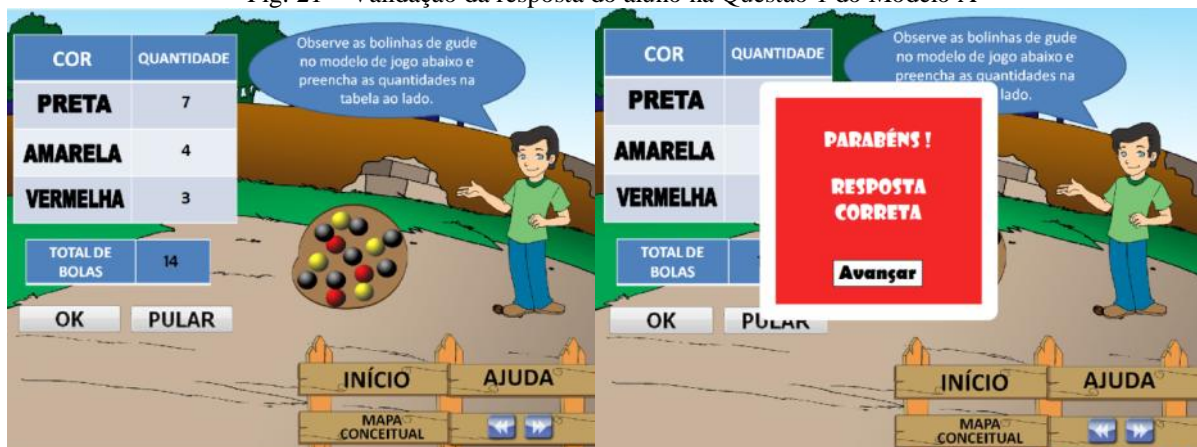 Fig. 21 – Validação da resposta do aluno na Questão 1 do Modelo A
COR QUANTIDADE
PRETA 7
AMARELA 4
VERMELHA 3
TOTAL DE
BOLAS
14
OK PULAR
Observe as bolinhas de gude
no modelo de jogo abaixo e
preencha as quantidades na
tabela ao lado.
INÍCIO AJUDA
MAPA
CONCEITUAL
COR QUANTIDADE
PRETA
AMARELA
VERMELHA
TOTAL DE
BOLAS
OK PULAR
Observe as bolinhas de gude
no modelo de jogo abaixo e
preencha as quantidades na
lado.
PARABÉNS !
RESPOSTA
CORRETA
Avançar
INÍCIO AJUDA
MAPA
CONCEITUAL